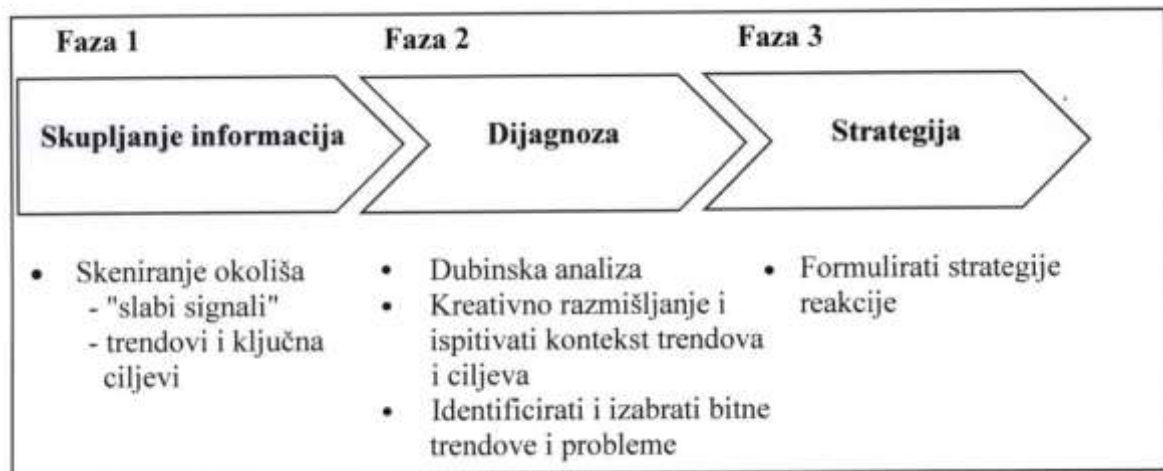 Faza 1
Faza 2
Faza 3
Skupljanje informacija
Dijagnoza
Strategija
• Skeniranje okoliša
- "slabi signali"
- trendovi i ključna
ciljevi
• Dubinska analiza
• Kreativno razmišljanje i
ispitivati kontekst trendova
i ciljeva
• Identificirati i izabrati bitne
trendove i probleme
• Formulirati strategije
reakcije